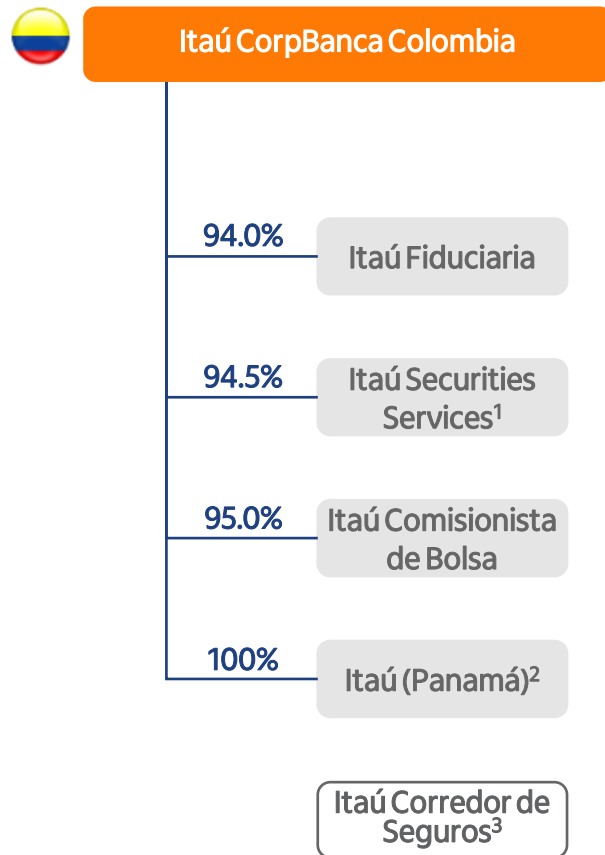 Itaú CorpBanca Colombia
94.0%
Itaú Fiduciaria
94.5%
Itaú Securities
Services¹
95.0%
Itaú Comisionista
de Bolsa
100%
Itaú (Panamá)²
Itaú Corredor de
Seguros³